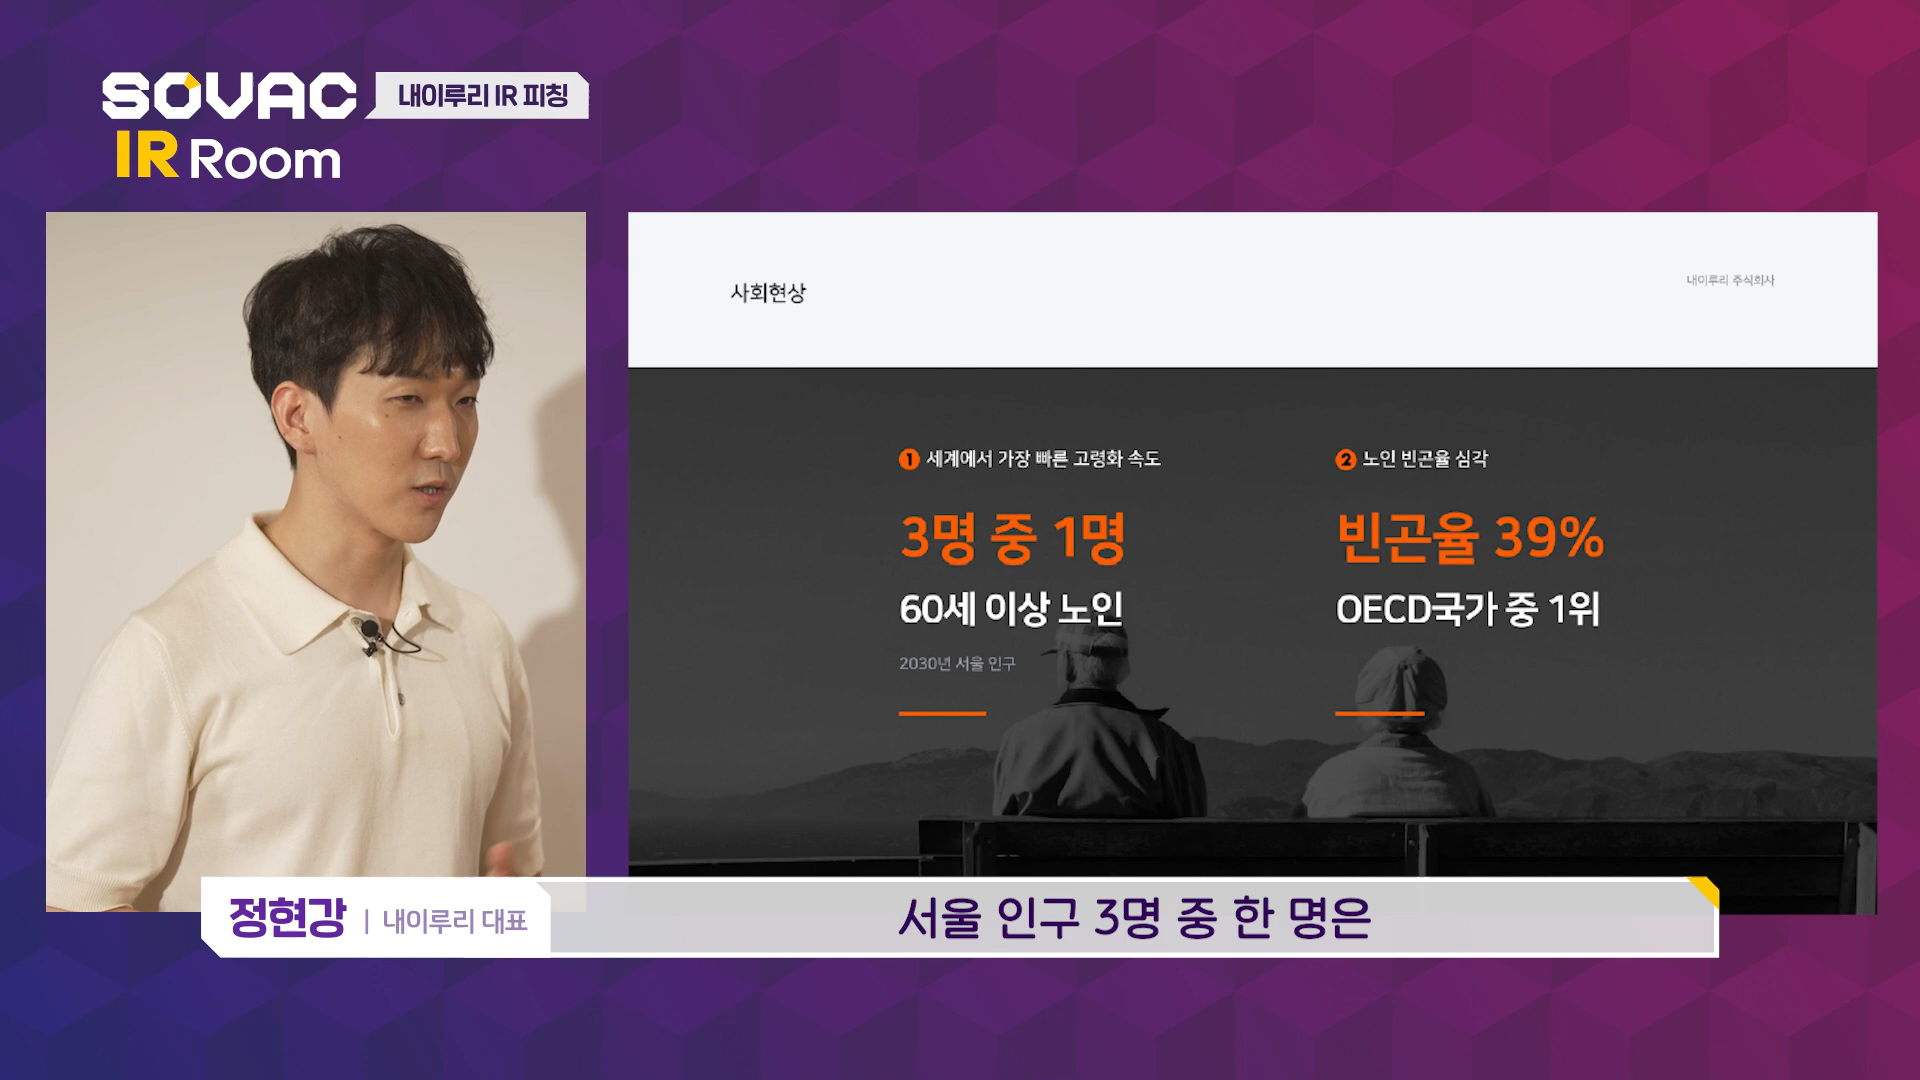 SOVAC
내이루리 IR 피칭
IR Room
사회현상
내이루리 주식회사
1 세계에서 가장 빠른 고령화 속도
3명 중 1명
60세 이상 노인
2030년 서울 인구
2 노인 빈곤율 심각
빈곤율 39%
OECD국가 중 1위
정현강 | 내이루리 대표
서울 인구 3명 중 한 명은